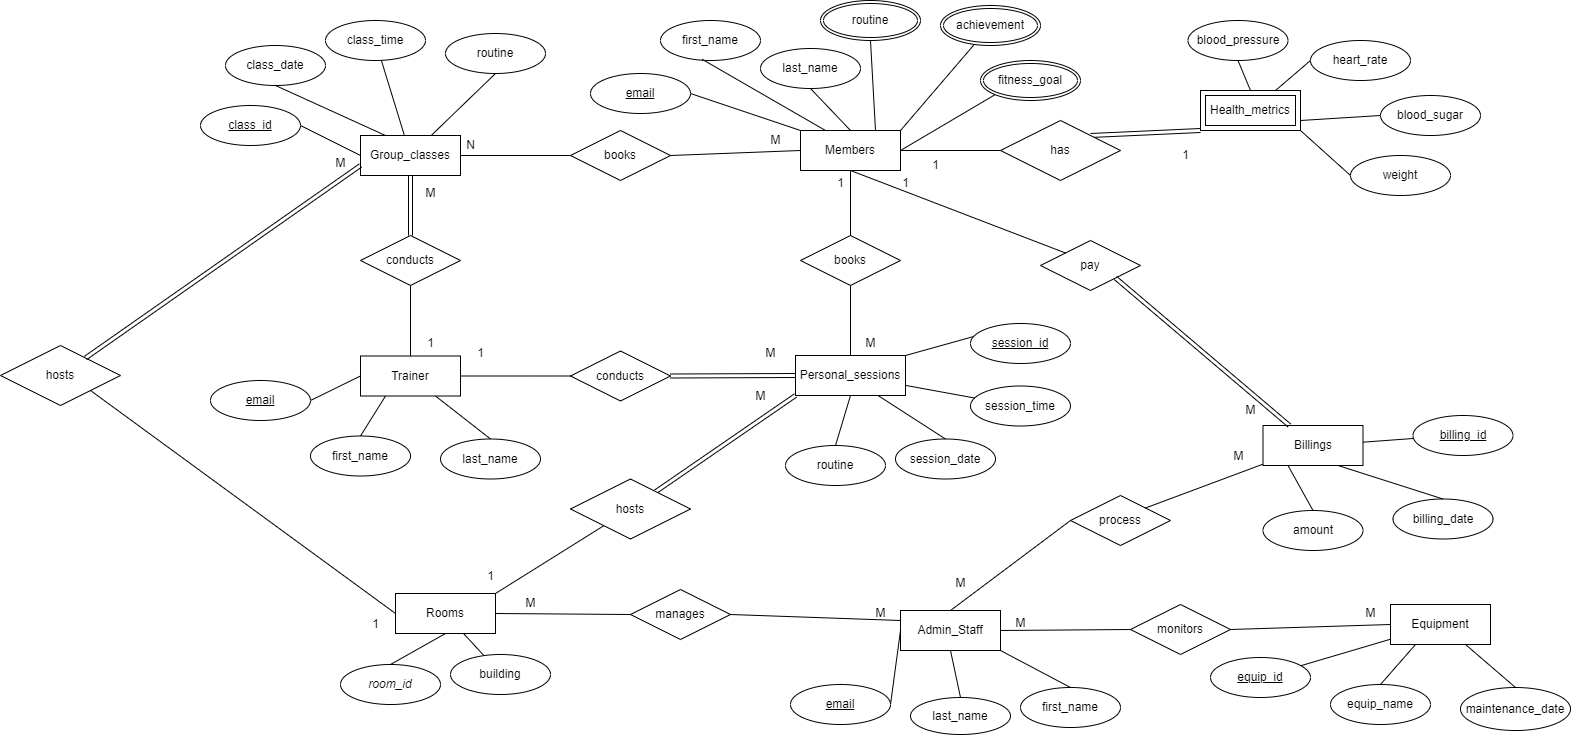 routine
achievement
class_time
first_name
blood_pressure
routine
class_date
last_name
heart_rate
fitness_goal
email
Health_metrics
blood_sugar
class_id
N
M
Members
Group_classes
books
has
M
1
1
weight
M
1
1
conducts
books
pay
1
1
M
M
session_id
hosts
Trainer
conducts
Personal_sessions
email
M
session_time
M
first_name
last_name
routine
session_date
M
Billings
billing_id
hosts
process
amount
billing_date
1
M
M
M
M
M
Rooms
manages
1
Admin_Staff
monitors
Equipment
room_id
building
equip_id
email
last_name
first_name
equip_name
maintenance_date